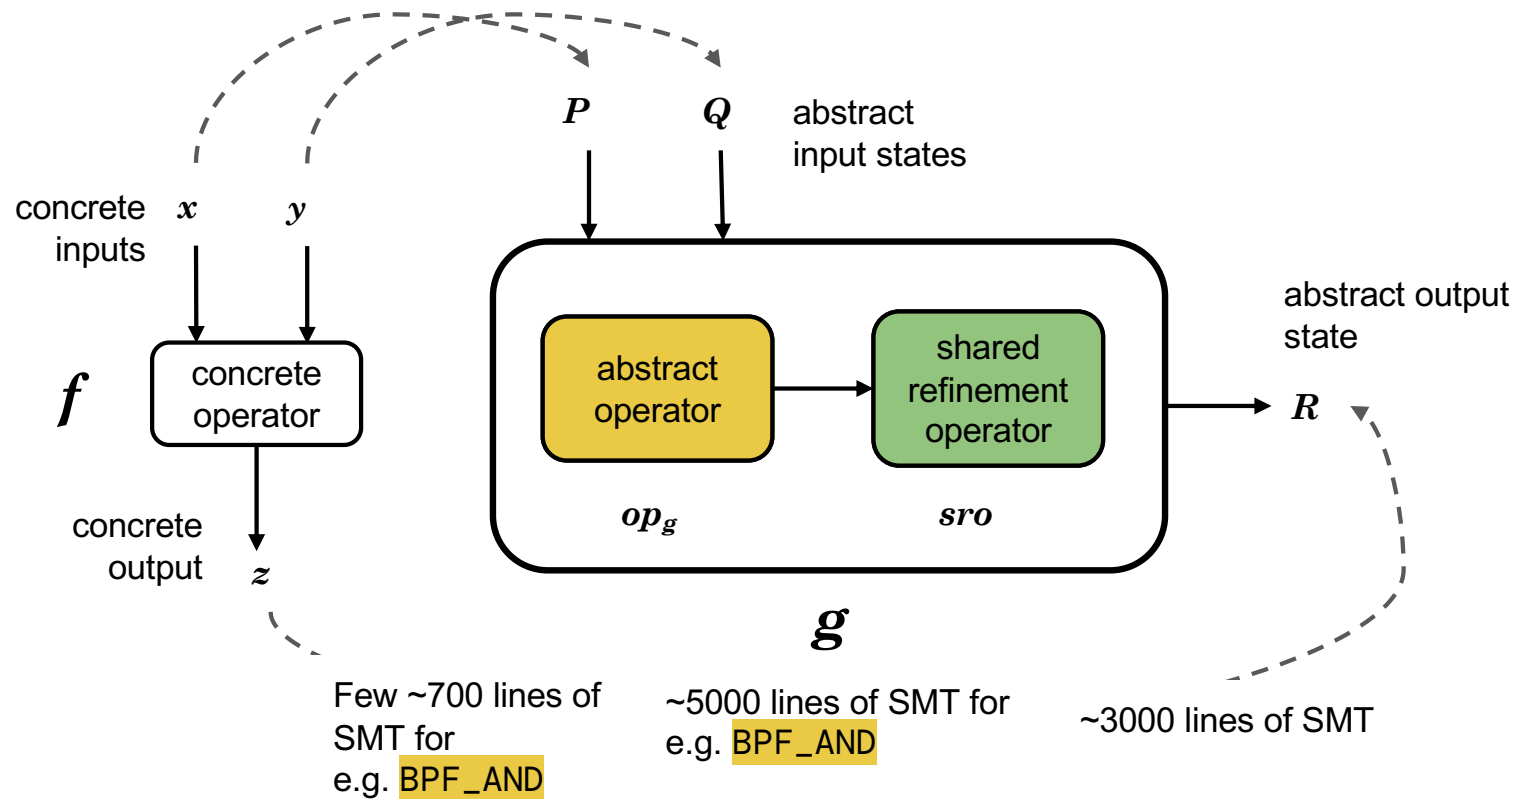 P
Q
abstract
input states
concrete
inputs
x
y
abstract output
state
f
concrete
operator
abstract
operator
shared
refinement
operator
R
op_g
sro
concrete
output
z
g
Few ~700 lines of
SMT for
e.g. BPF_AND
~5000 lines of SMT for
e.g. BPF_AND
~3000 lines of SMT